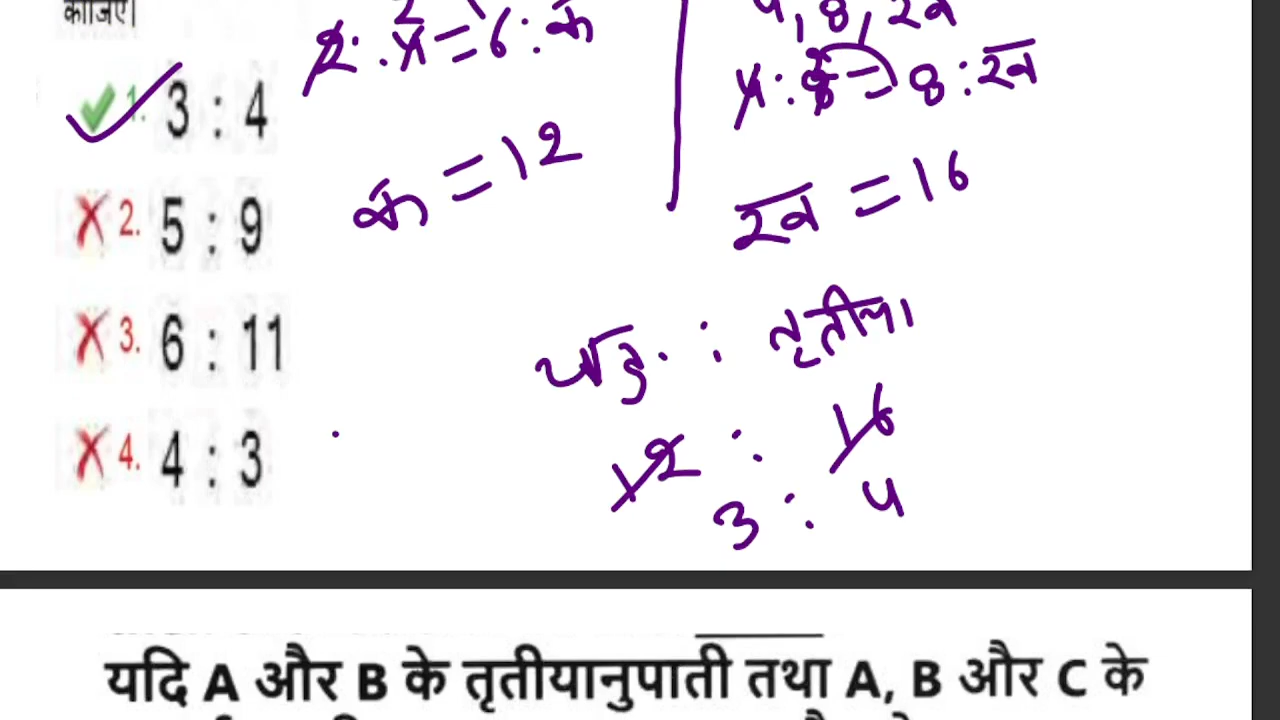 कीजिए।
2
2 : 4 = 6 : क
4, 8, ख
4 : 8 = 8 : ख
1. 3 : 4
क = 12
ख = 16
2. 5 : 9
3. 6 : 11
: तृतीया
4. 4 : 3
12 : 16
3 : 4
यदि A और B के तृतीयानुपाती तथा A, B और C के